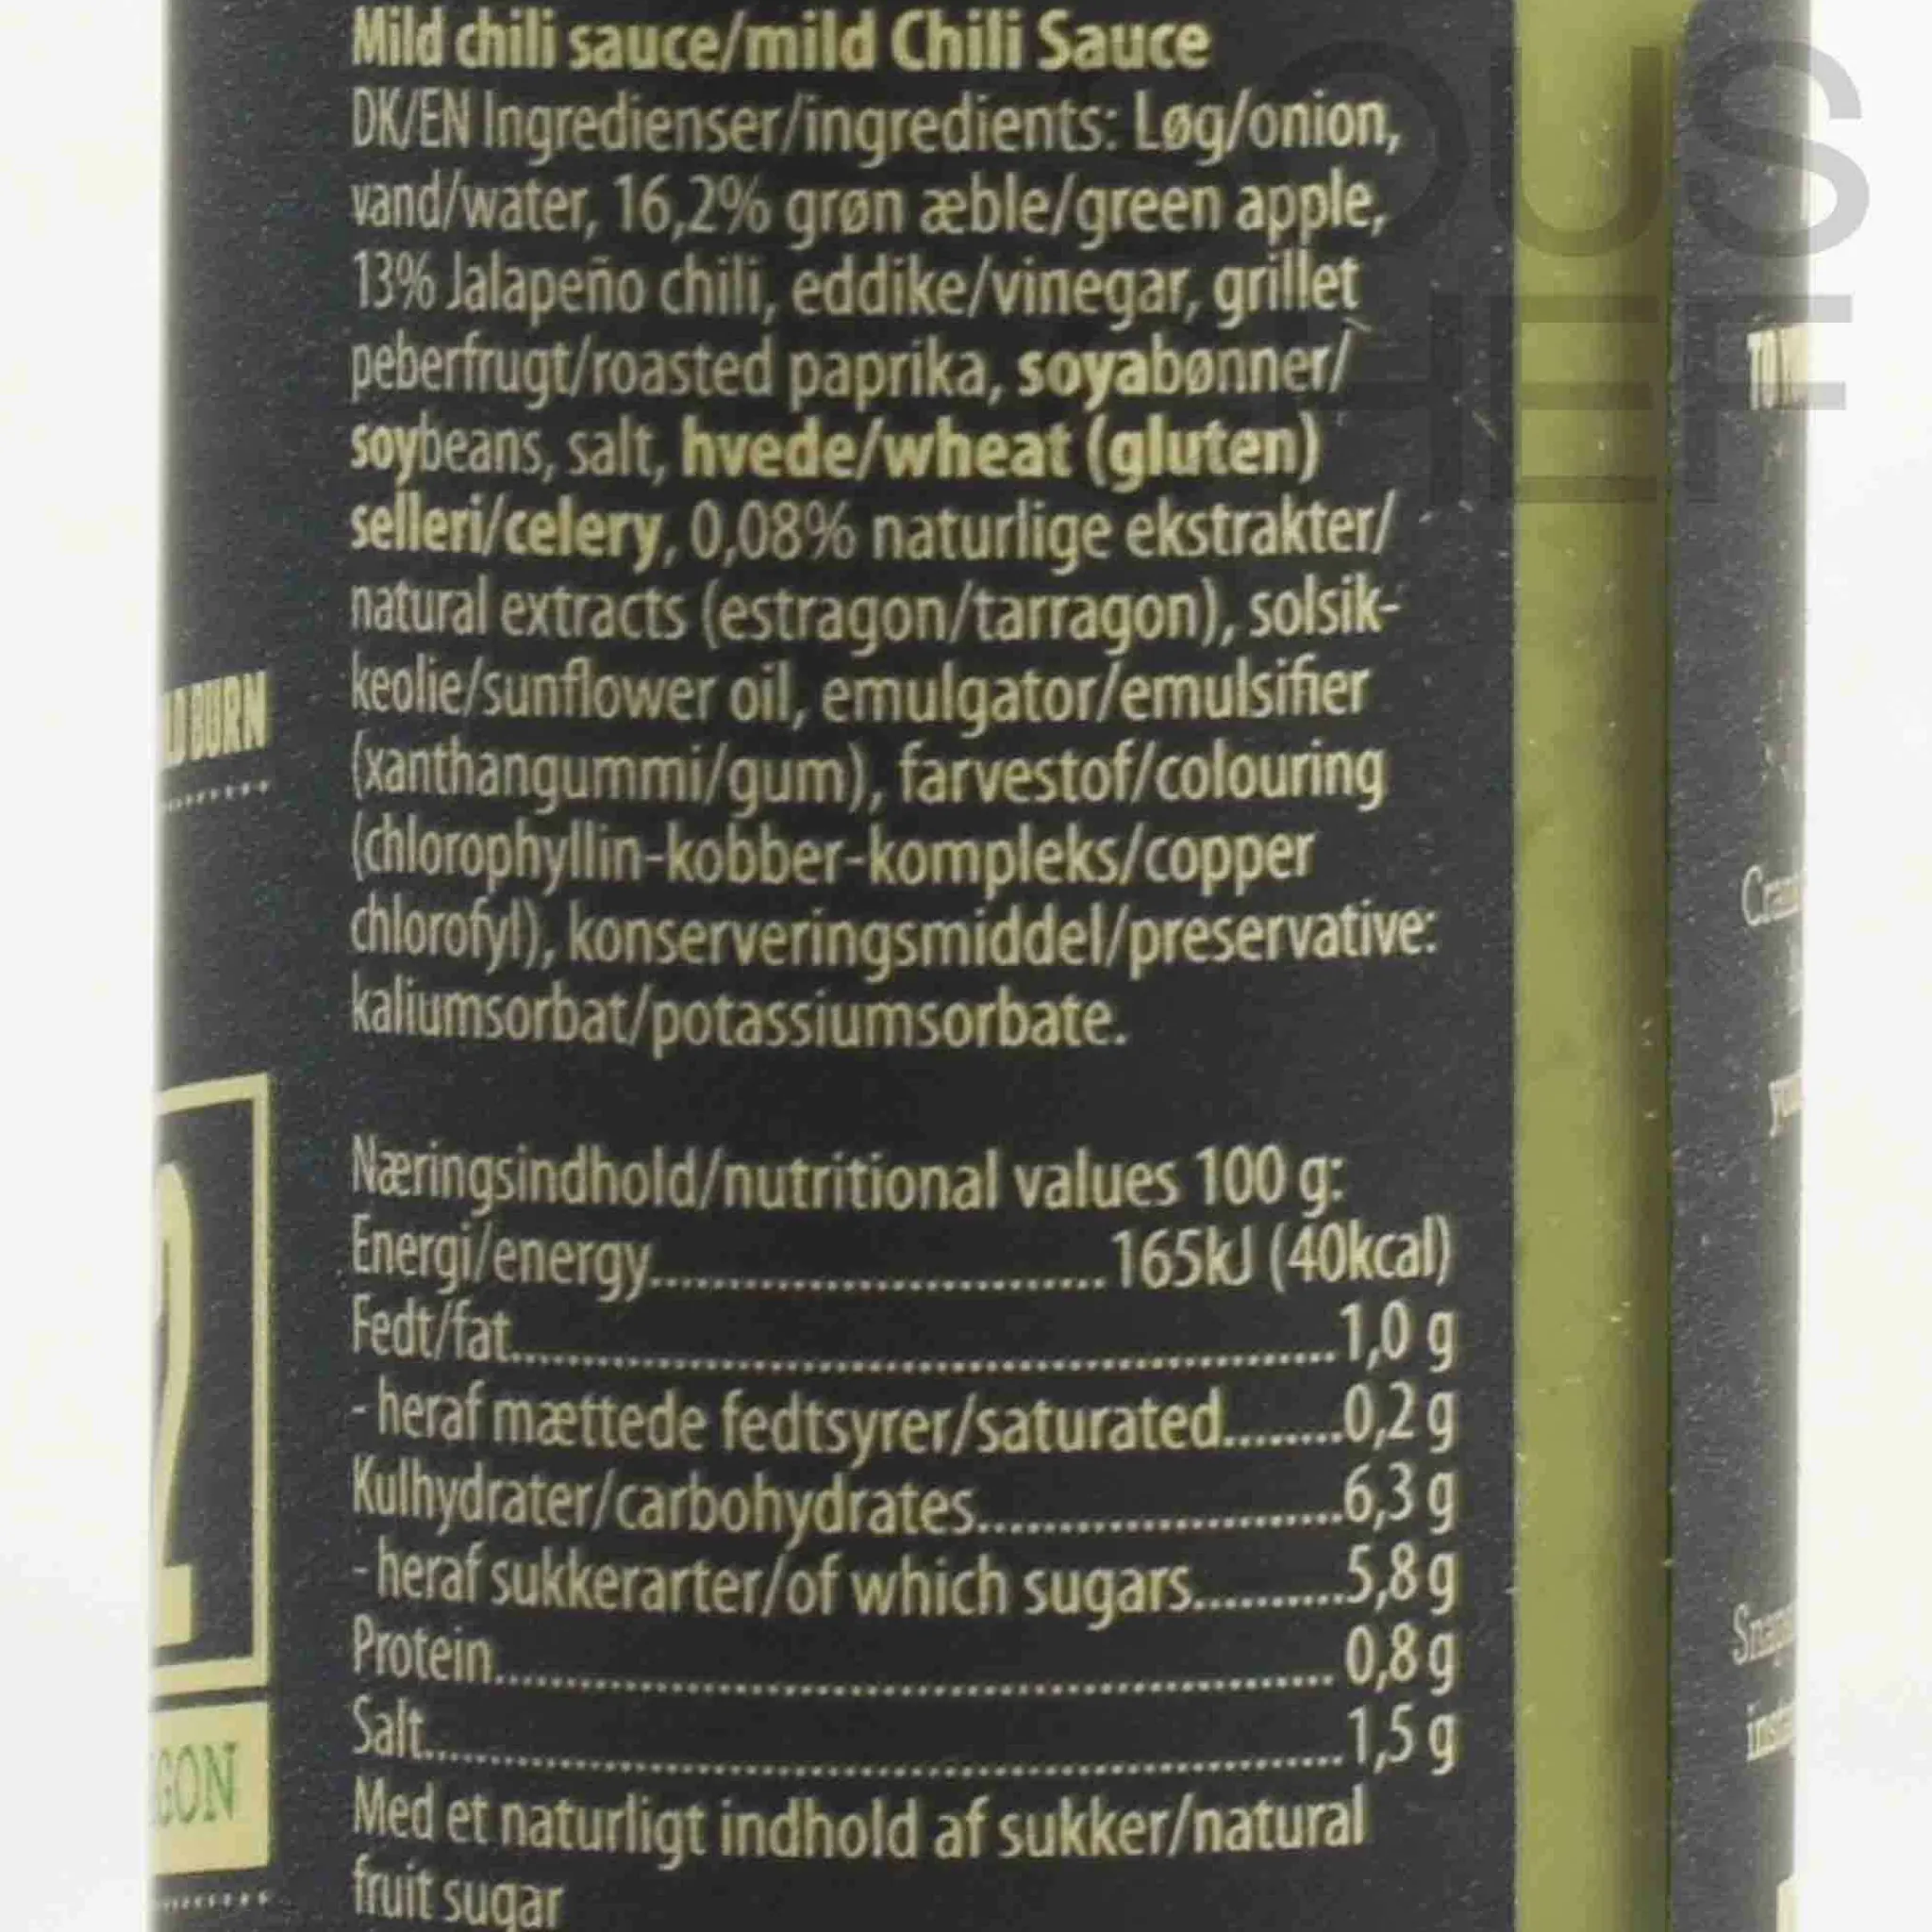 Mild chili sauce/mild Chili Sauce
DK/EN Ingredienser/ingredients: Løg/onion,
vand/water, 16,2% grøn æble/green apple,
13% Jalapeño chili, eddike/vinegar, grillet
peberfrugt/roasted paprika, soyabønner/
soybeans, salt, hvede/wheat (gluten)
selleri/celery, 0,08% naturlige ekstrakter/
natural extracts (estragon/tarragon), solsik-
keolie/sunflower oil, emulgator/emulsifier
(xanthangummi/gum), farvestof/colouring
(chlorophyllin-kobber-kompleks/copper
chlorofyl), konserveringsmiddel/preservative:
kaliumsorbat/potassiumsorbate.
Næringsindhold/nutritional values 100 g:
Energi/energy..............................165kJ (40kcal)
Fedt/fat..............................1,0 g
- heraf mættede fedtsyrer/saturated........0,2 g
Kulhydrater/carbohydrates........................6,3 g
- heraf sukkerarter/of which sugars..........5,8 g
Protein..............................0,8 g
Salt..............................1,5 g
Med et naturligt indhold af sukker/natural
fruit sugar
BURN
2
SOUS
CHEF